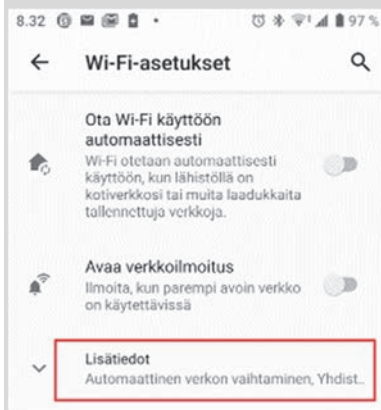 8.32 97 %
Wi-Fi-asetukset
Ota Wi-Fi käyttöön
automaattisesti
Wi-Fi otetaan automaattisesti
käyttöön, kun lähistöllä on
kotiverkkosi tai muita laadukkaita
tallennettuja verkkoja.
Avaa verkkoilmoitus
Ilmoita, kun parempi avoin verkko
on käytettävissä
Lisätiedot
Automaattinen verkon vaihtaminen, Yhdist..